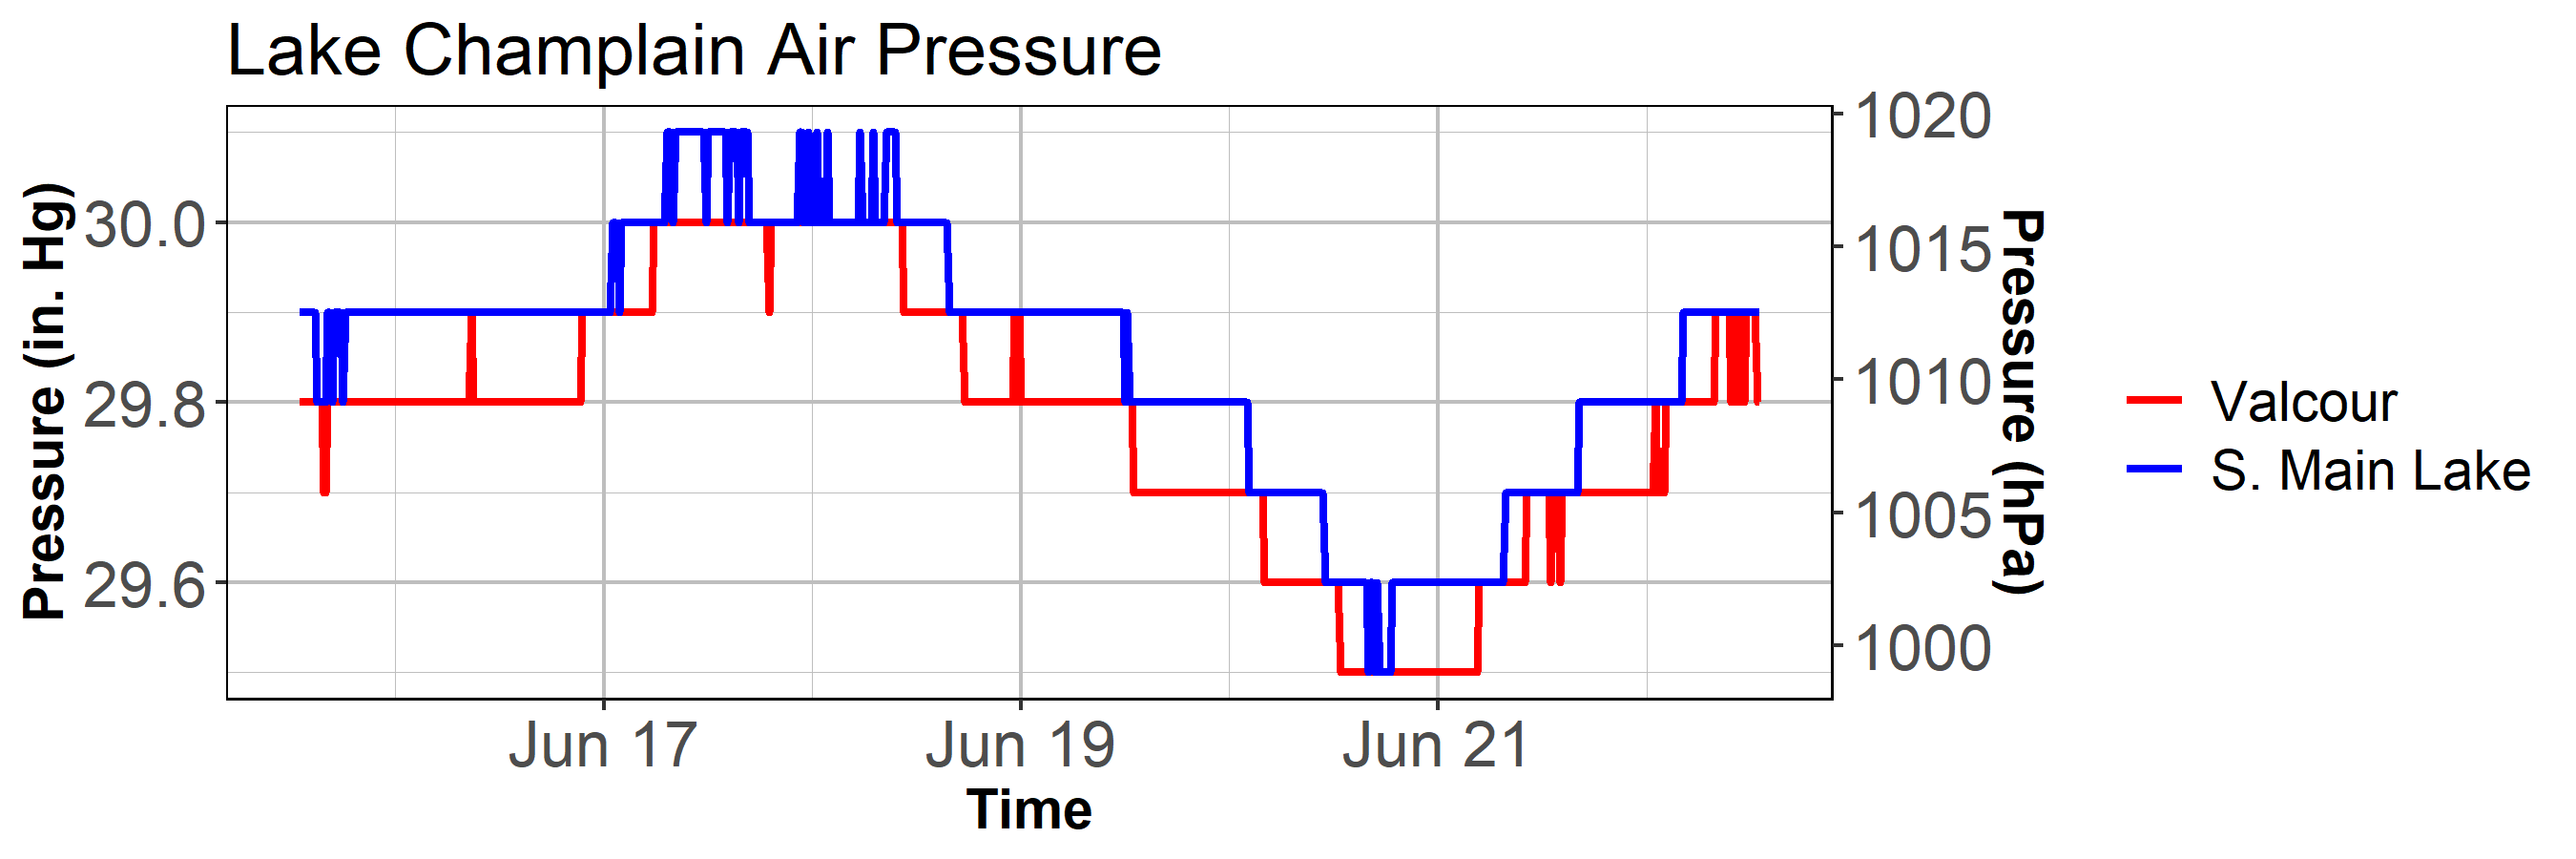 Lake Champlain Air Pressure
Pressure (in. Hg)
30.0
29.8
29.6
1020
1015
1010
1005
1000
Pressure (hPa)
Jun 17
Jun 19
Jun 21
Time
Valcour
S. Main Lake